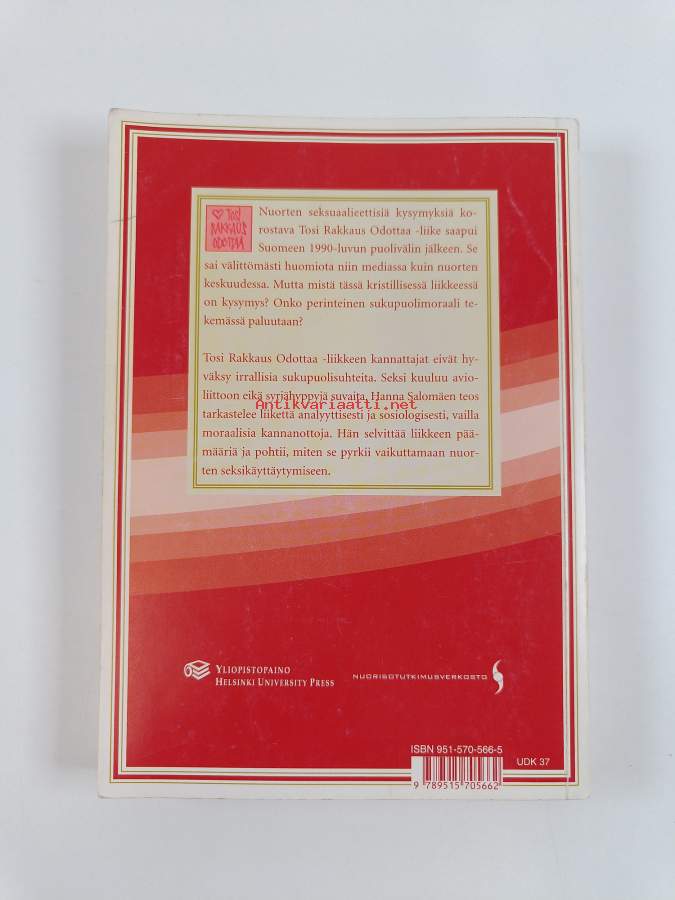 TOSI
RAKKAUS
ODOTTAA
Nuorten seksuaalieettisiä kysymyksiä ko-
rostava Tosi Rakkaus Odottaa -liike saapui
Suomeen 1990-luvun puolivälin jälkeen. Se
sai välittömästi huomiota niin mediassa kuin nuorten
keskuudessa. Mutta mistä tässä kristillisessä liikkeessä
on kysymys? Onko perinteinen sukupuolimoraali te-
kemässä paluutaan?
Tosi Rakkaus Odottaa -liikkeen kannattajat eivät hy-
väksy irrallisia sukupuolisuhteita. Seksi kuuluu avio-
liittoon eikä syrjähyppyjä suvaita. Hanna Salomäen teos
Antikvariaatti.net
tarkastelee liikettä analyyttisesti ja sosiologisesti, vailla
moraalisia kannanottoja. Hän selvittää liikkeen pää-
määriä ja pohtii, miten se pyrkii vaikuttamaan nuor-
ten seksikäyttäytymiseen.
YLIOPISTOPAINO
HELSINKI UNIVERSITY PRESS
NUORISOTUTKIMUSVERKOSTO
ISBN 951-570-566-5
UDK 37
9 789515 705662